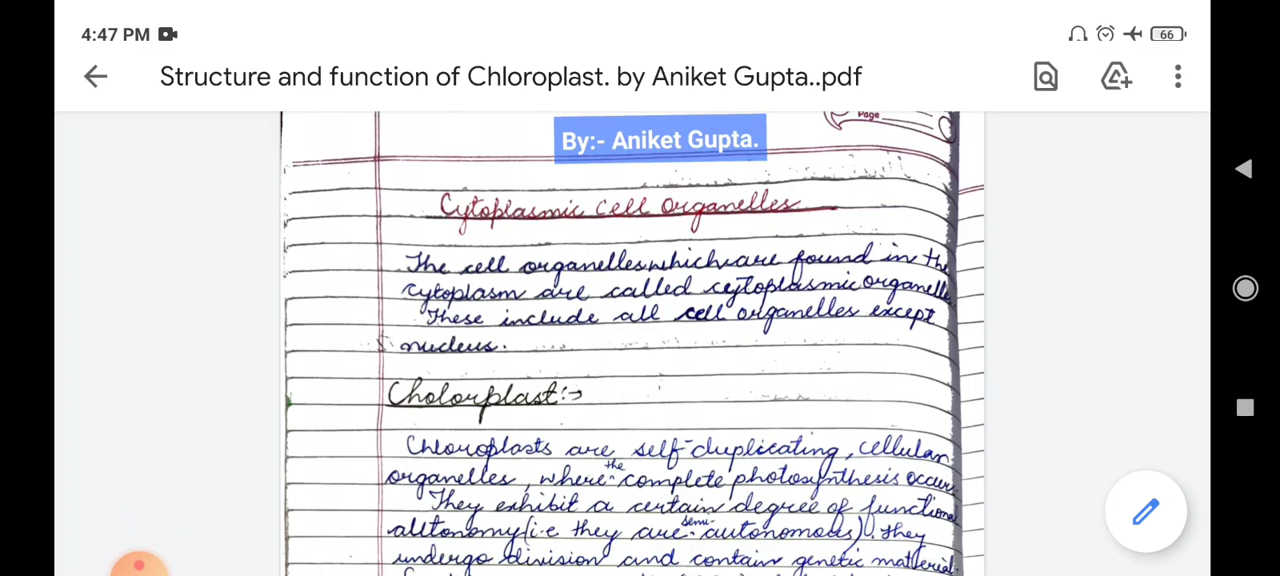 4:47 PM
66
Structure and function of Chloroplast. by Aniket Gupta..pdf
Page
By:- Aniket Gupta.
Cytoplasmic cell organelles
The cell organelles which are found in the
cytoplasm are called cytoplasmic organelle
These include all cell organelles except
nucleus.
Cholorplast:->
Chloroplasts are self-duplicating, cellular
organelles, where the complete photosynthesis occurs.
They exhibit a certain degree of functional
autonomy (i.e they are semi-autonomous). They
undergo division and contain genetic material.